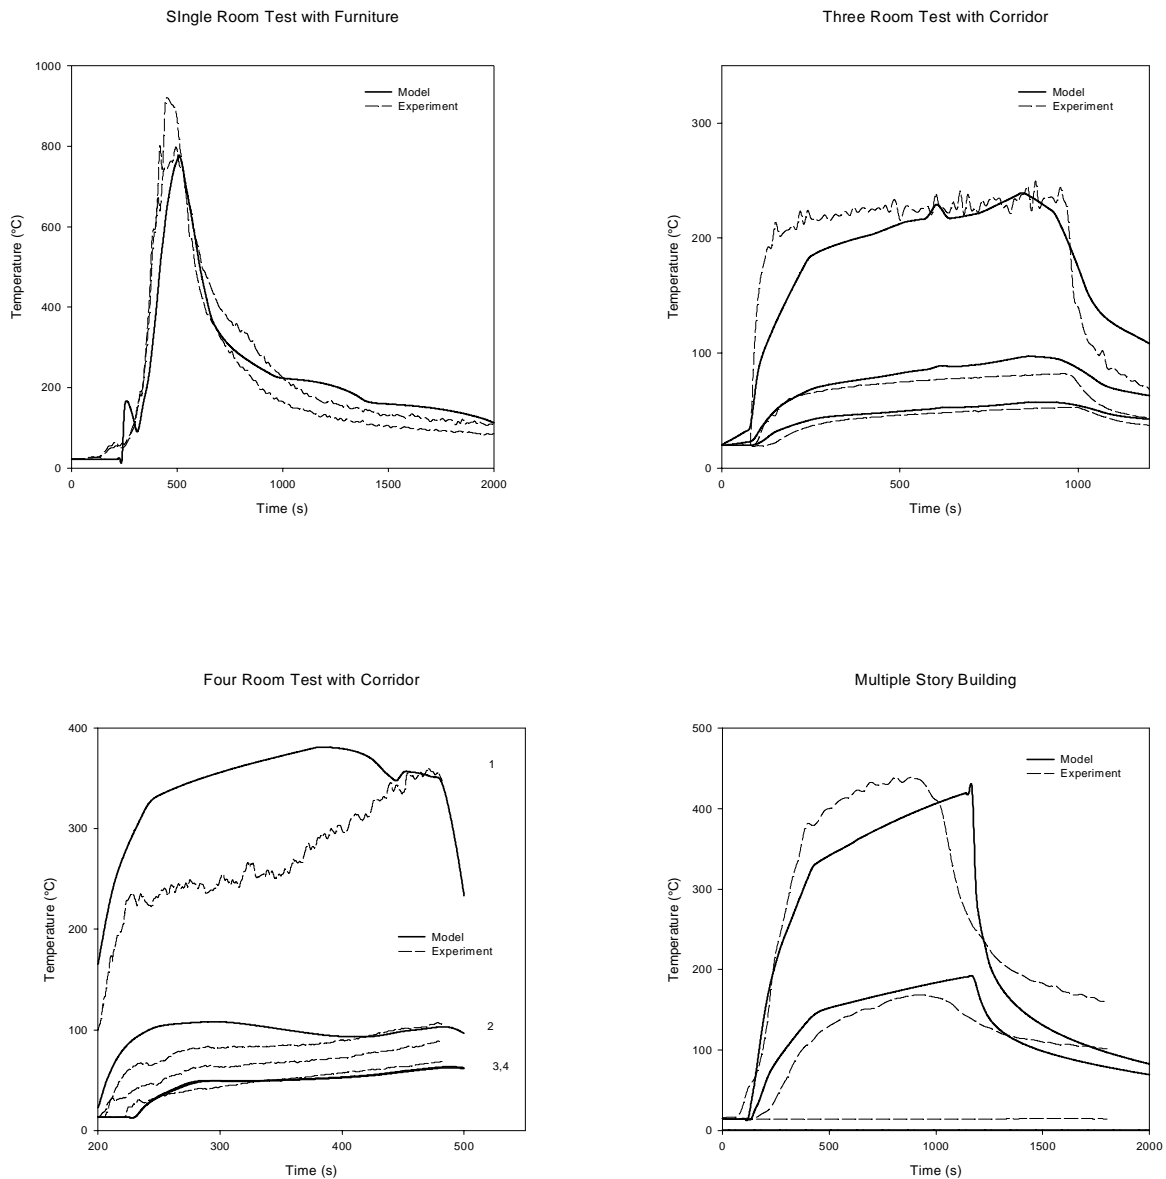 SIngle Room Test with Furniture
Three Room Test with Corridor
1000
800
600
400
200
0
Temperature (°C)
Model
Experiment
0 500 1000 1500 2000
Time (s)
300
200
100
0
Temperature (°C)
Model
Experiment
0 500 1000
Time (s)
Four Room Test with Corridor
Multiple Story Building
400
300
200
100
0
Temperature (°C)
1
Model
Experiment
2
3,4
200 300 400 500
Time (s)
500
400
300
200
100
0
Temperature (°C)
Model
Experiment
0 500 1000 1500 2000
Time (s)